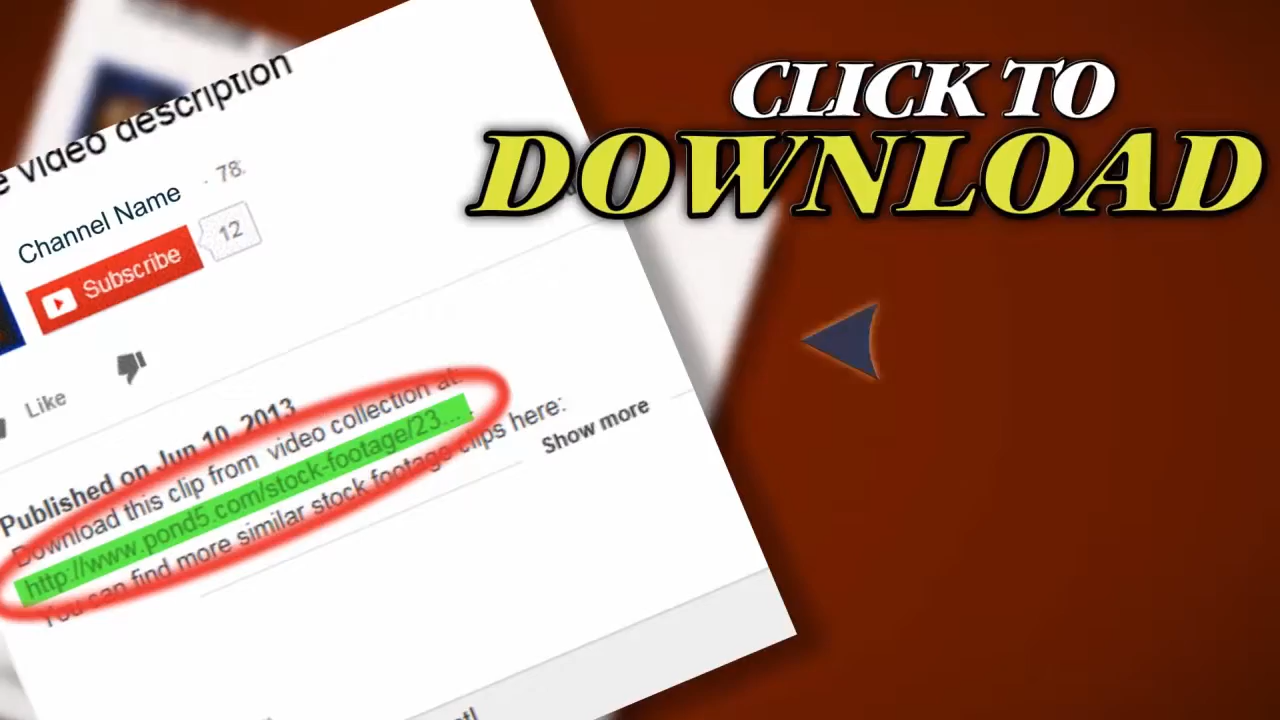 CLICK TO
DOWNLOAD
video description
Channel Name
78
Subscribe
12
Like
Published on Jun 10, 2013
Download this clip from video collection at:
http://www.pond5.com/stock-footage/23...
You can find more similar stock footage clips here:
Show more